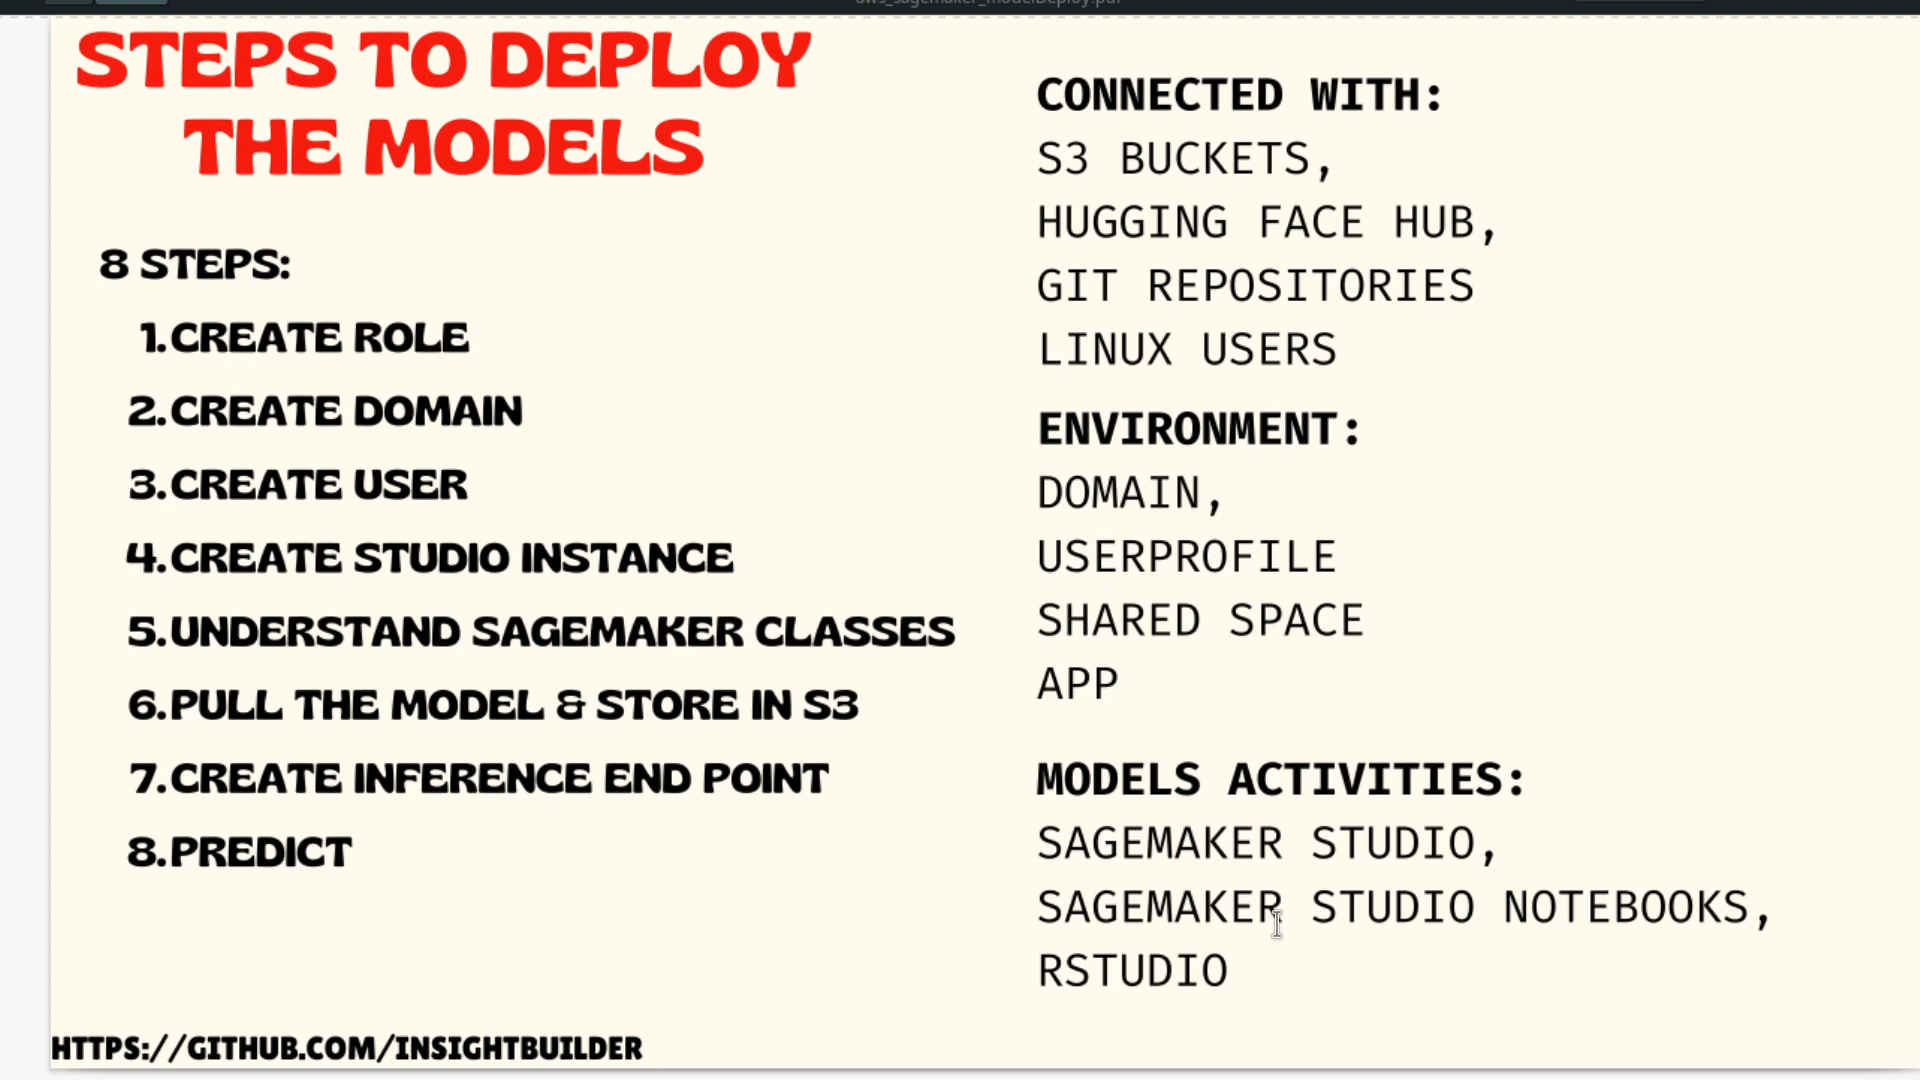 aws_sagemaker_modelDeploy.pdf
STEPS TO DEPLOY
THE MODELS
8 STEPS:
1.CREATE ROLE
2.CREATE DOMAIN
3.CREATE USER
4.CREATE STUDIO INSTANCE
5.UNDERSTAND SAGEMAKER CLASSES
6.PULL THE MODEL & STORE IN S3
7.CREATE INFERENCE END POINT
8.PREDICT
HTTPS://GITHUB.COM/INSIGHTBUILDER
CONNECTED WITH:
S3 BUCKETS,
HUGGING FACE HUB,
GIT REPOSITORIES
LINUX USERS
ENVIRONMENT:
DOMAIN,
USERPROFILE
SHARED SPACE
APP
MODELS ACTIVITIES:
SAGEMAKER STUDIO,
SAGEMAKER STUDIO NOTEBOOKS,
RSTUDIO